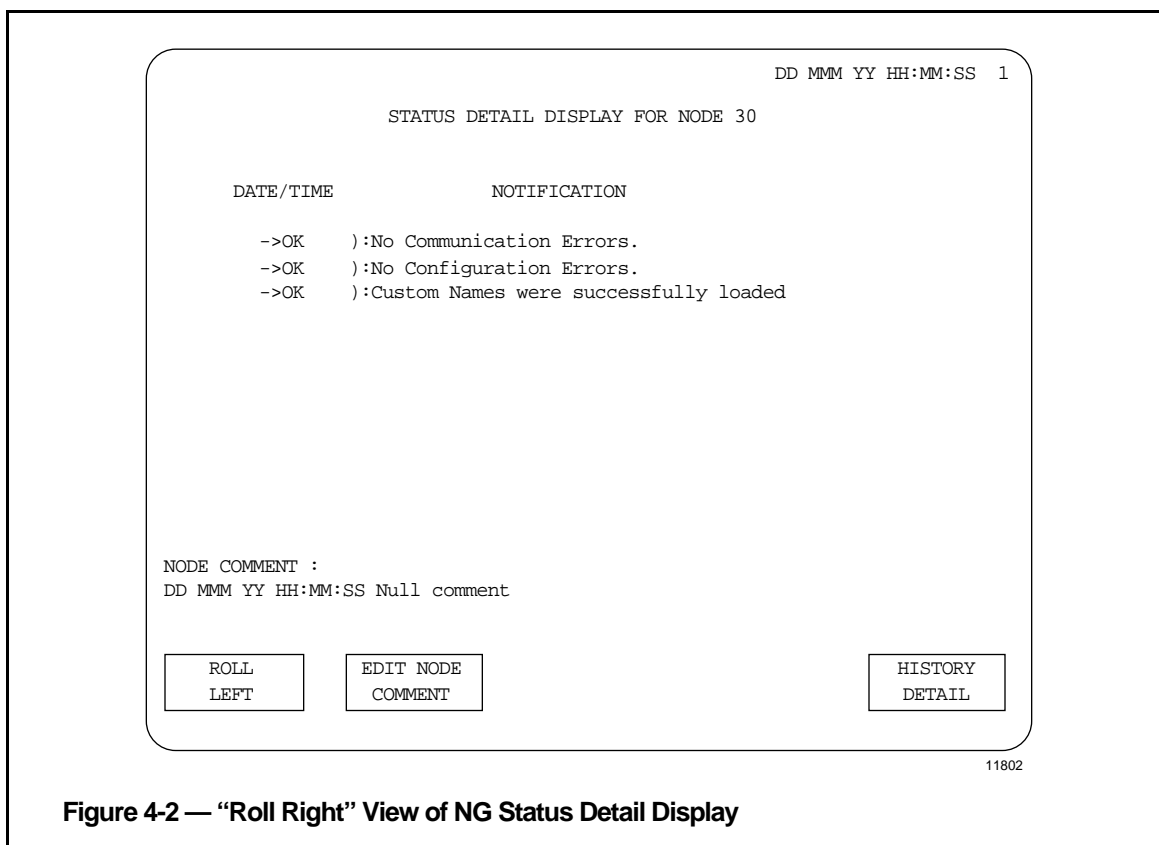 DD MMM YY HH:MM:SS 1
STATUS DETAIL DISPLAY FOR NODE 30
DATE/TIME NOTIFICATION
->OK ):No Communication Errors.
->OK ):No Configuration Errors.
->OK ):Custom Names were successfully loaded
NODE COMMENT :
DD MMM YY HH:MM:SS Null comment
ROLL
LEFT
EDIT NODE
COMMENT
HISTORY
DETAIL
11802
Figure 4-2 — “Roll Right” View of NG Status Detail Display